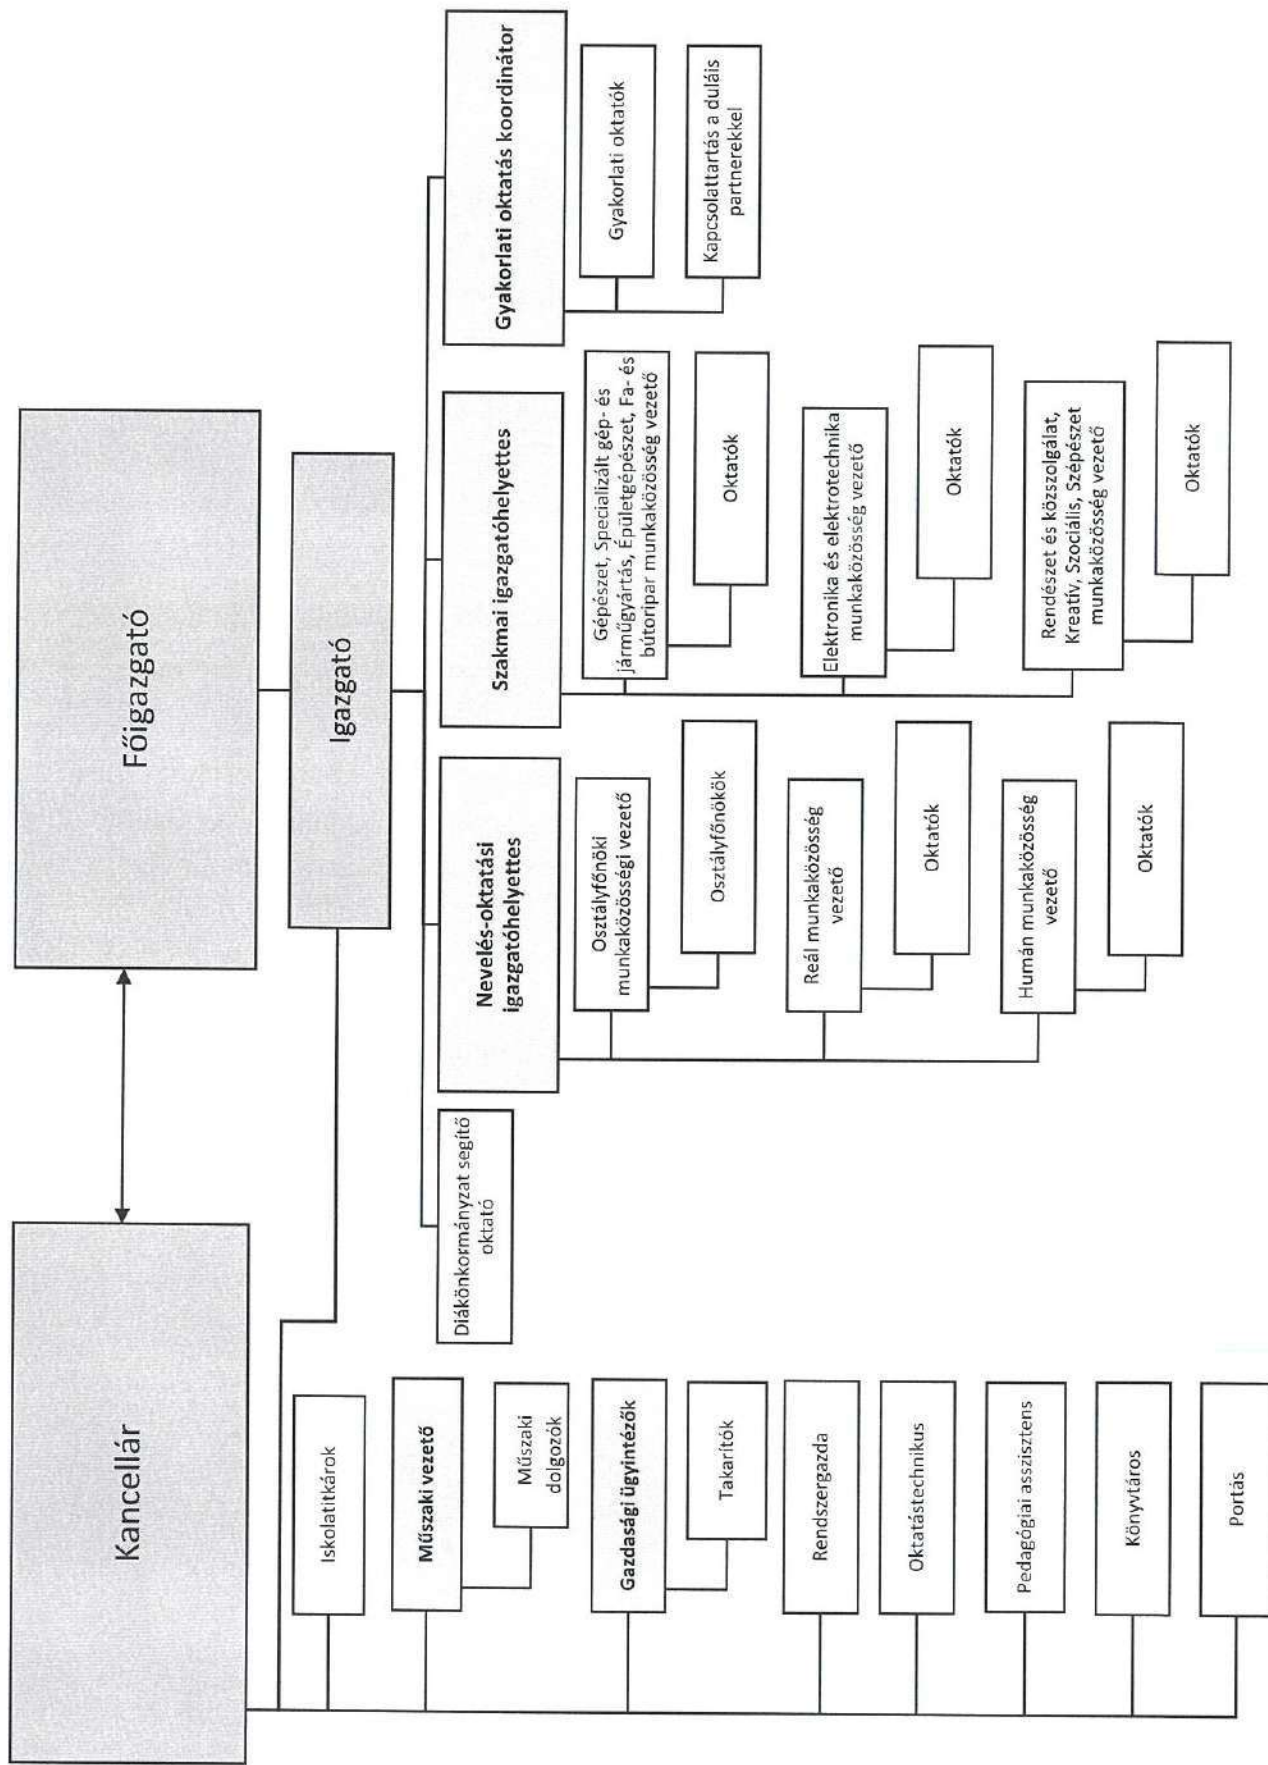 Kancellár
Főigazgató
Igazgató
Iskolatitkárok
Műszaki vezető
Műszaki
dolgozók
Gazdasági ügyintézők
Takarítók
Rendszergazda
Oktatástechnikus
Pedagógiai asszisztens
Könyvtáros
Portás
Diákönkormányzat segítő
oktató
Nevelés-oktatási
igazgatóhelyettes
Osztályfőnöki
munkaközösségi vezető
Osztályfőnökök
Reál munkaközösség
vezető
Oktatók
Humán munkaközösség
vezető
Oktatók
Szakmai igazgatóhelyettes
Gépészet, Specializált gép- és
járműgyártás, Épületgépészet, Fa- és
bútoripar munkaközösség vezető
Oktatók
Elektronika és elektrotechnika
munkaközösség vezető
Oktatók
Rendészet és közszolgálat,
Kreatív, Szociális, Szépészet
munkaközösség vezető
Oktatók
Gyakorlati oktatás koordinátor
Gyakorlati oktatók
Kapcsolattartás a duláis
partnerekkel